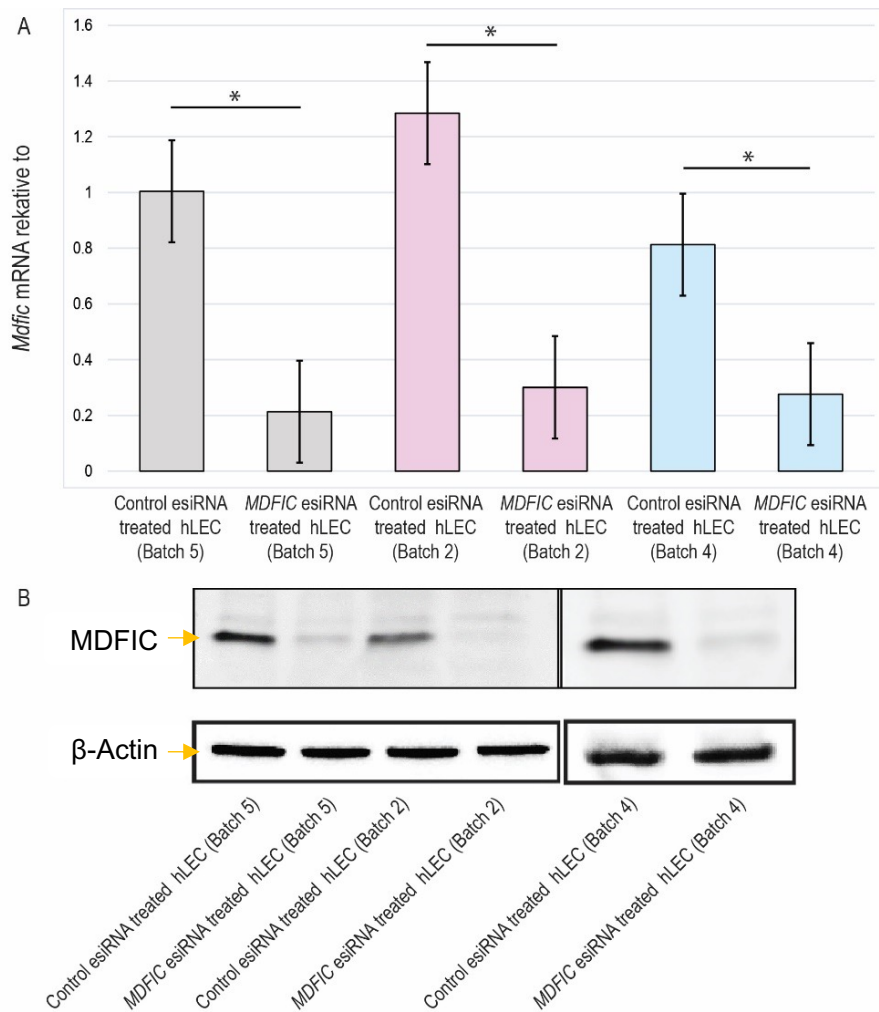 A
Mdfic mRNA rekative to
1.6
1.4
1.2
1
0.8
0.6
0.4
0.2
0
*
*
*
Control esiRNA
treated hLEC
(Batch 5)
MDFIC esiRNA
treated hLEC
(Batch 5)
Control esiRNA
treated hLEC
(Batch 2)
MDFIC esiRNA
treated hLEC
(Batch 2)
Control esiRNA
treated hLEC
(Batch 4)
MDFIC esiRNA
treated hLEC
(Batch 4)
B
MDFIC
β-Actin
Control esiRNA treated hLEC (Batch 5)
MDFIC esiRNA treated hLEC (Batch 5)
Control esiRNA treated hLEC (Batch 2)
MDFIC esiRNA treated hLEC (Batch 2)
Control esiRNA treated hLEC (Batch 4)
MDFIC esiRNA treated hLEC (Batch 4)